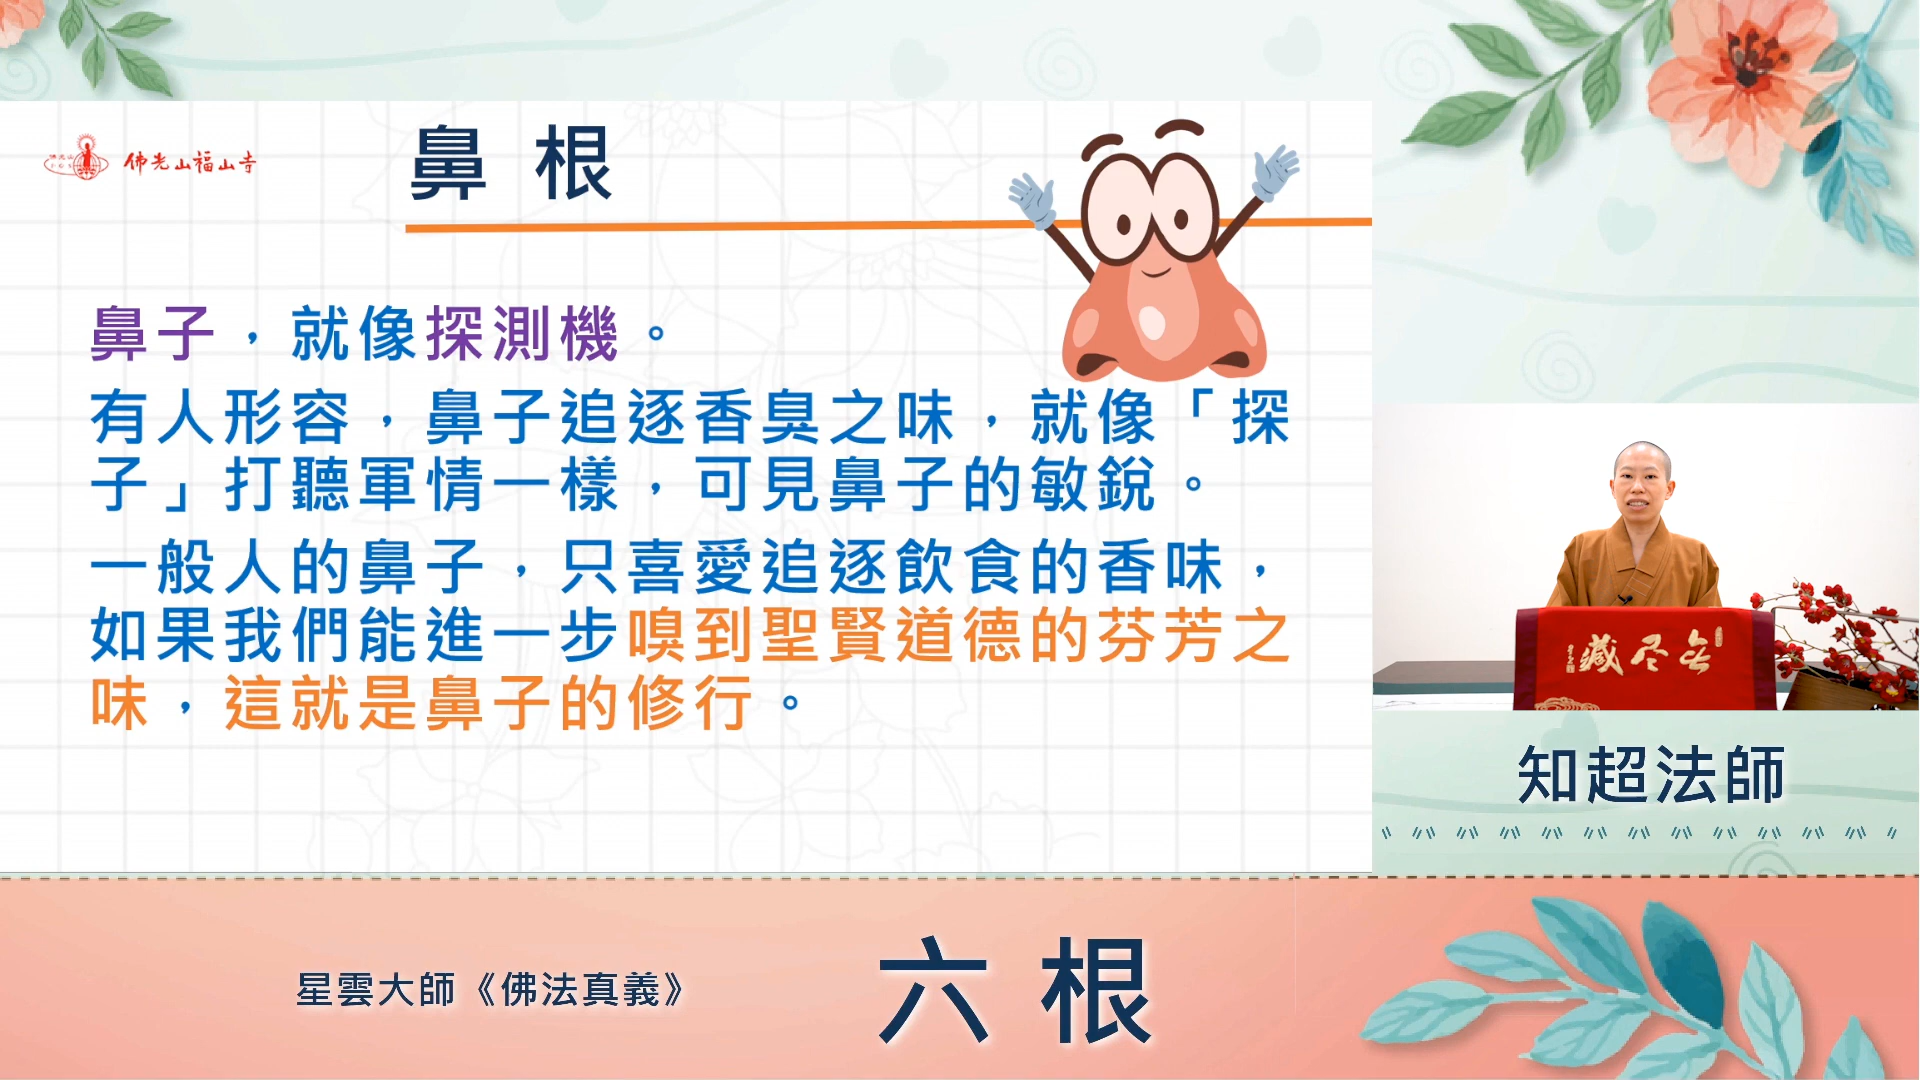 佛光山福山寺
鼻根
鼻子，就像探測機。
有人形容，鼻子追逐香臭之味，就像「探
子」打聽軍情一樣，可見鼻子的敏銳。
一般人的鼻子，只喜愛追逐飲食的香味，
如果我們能進一步嗅到聖賢道德的芬芳之
味，這就是鼻子的修行。
藏尽無
知超法師
星雲大師《佛法真義》
六根